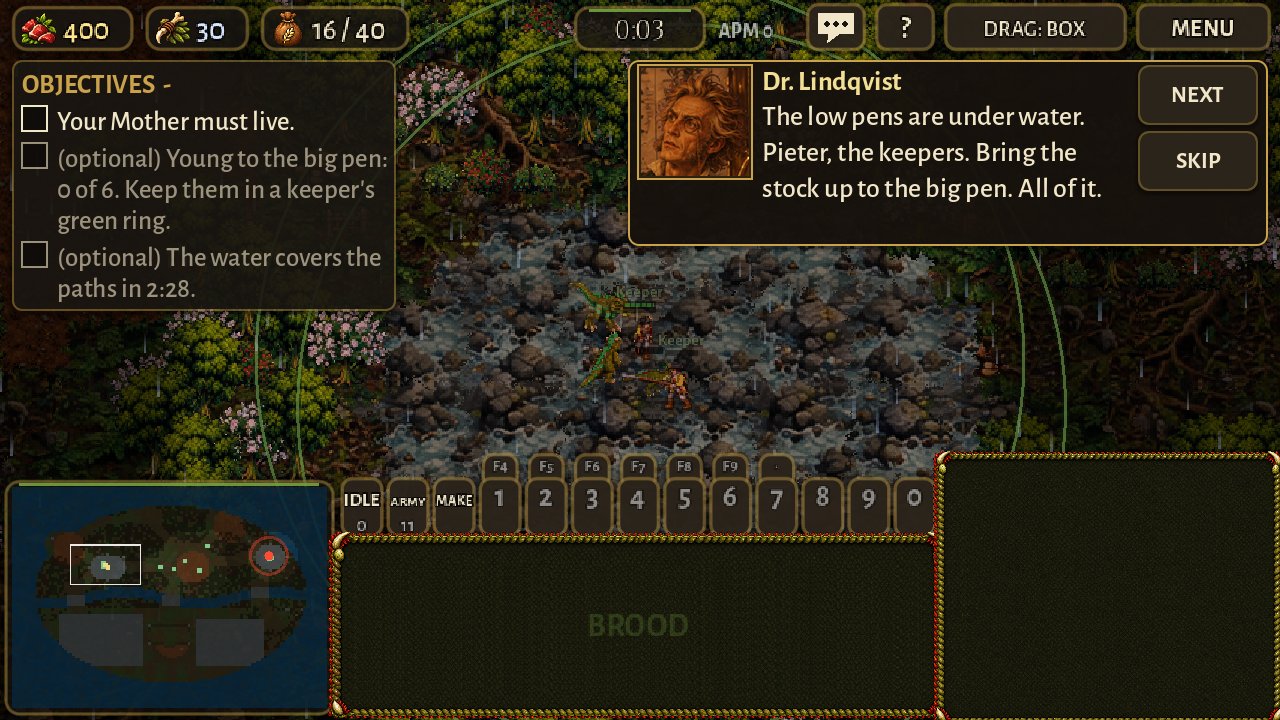 400
30
16 / 40
0:03
APM 0
?
DRAG: BOX
MENU
OBJECTIVES -
Your Mother must live.
(optional) Young to the big pen:
0 of 6. Keep them in a keeper's
green ring.
(optional) The water covers the
paths in 2:28.
Dr. Lindqvist
The low pens are under water.
Pieter, the keepers. Bring the
stock up to the big pen. All of it.
NEXT
SKIP
Keeper
Keeper
F4
F5
F6
F7
F8
F9
IDLE
0
ARMY
11
MAKE
1
2
3
4
5
6
7
8
9
0
BROOD